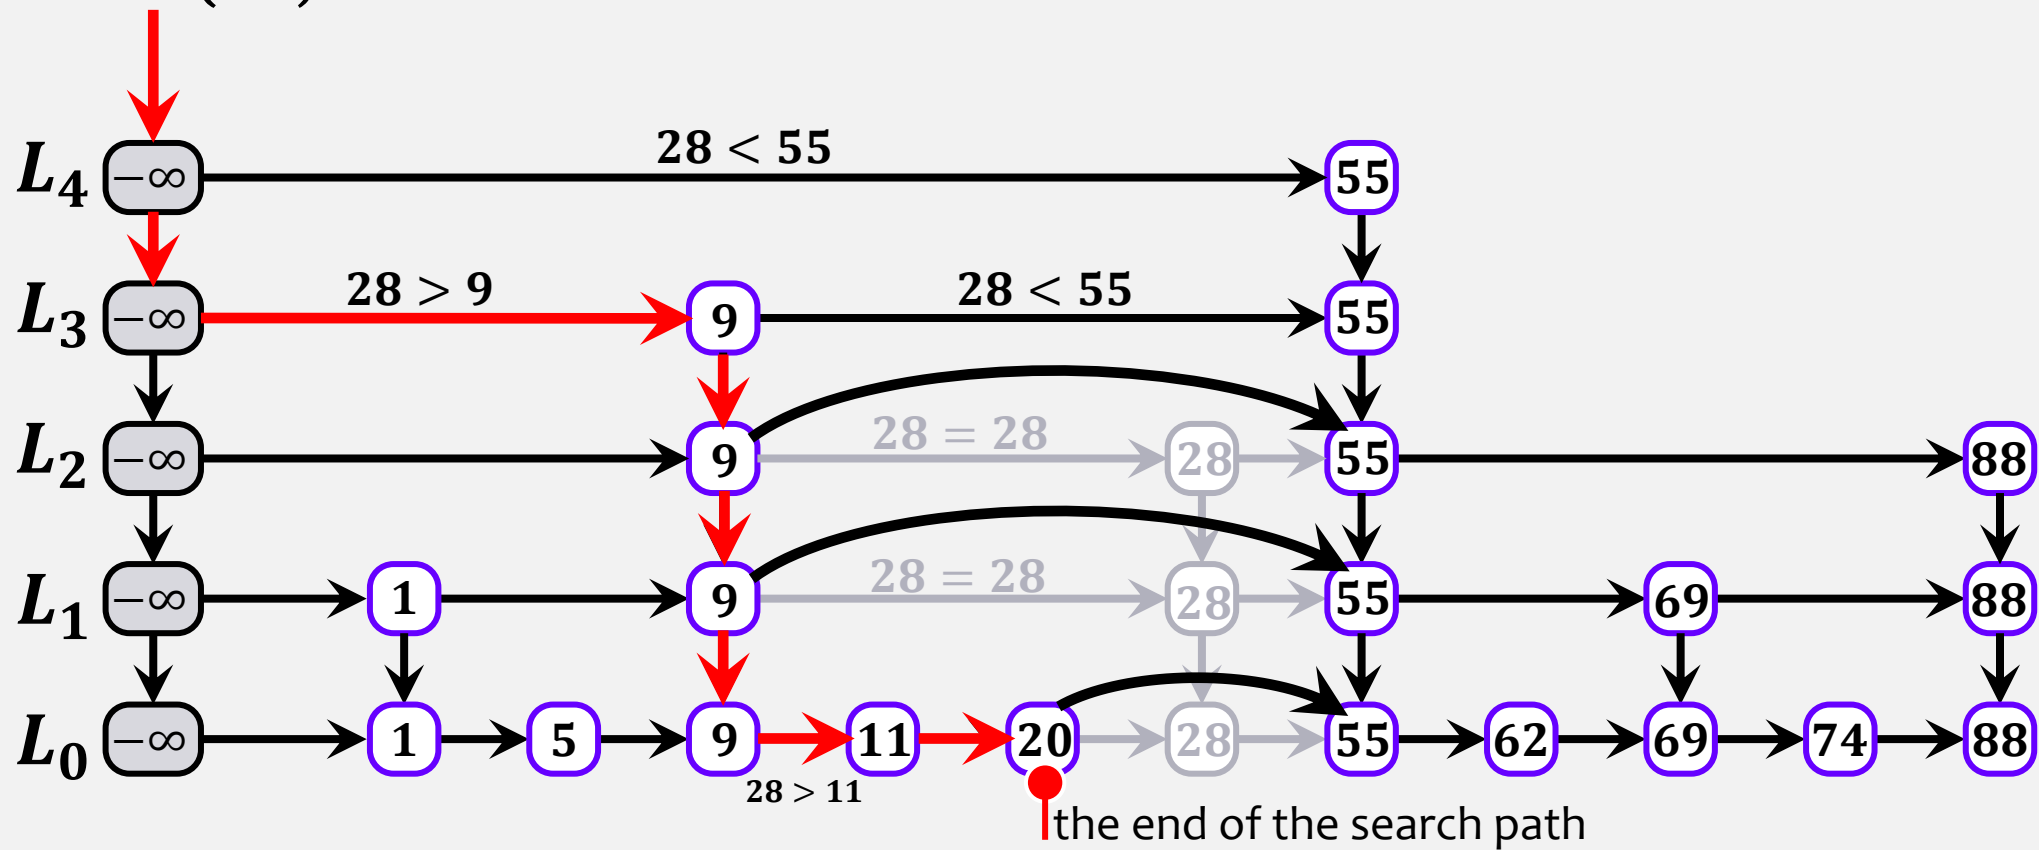 28 < 55
L4 −∞ 55
28 > 9 28 < 55
L3 −∞ 9 55
28 = 28
L2 −∞ 9 28 55 88
28 = 28
L1 −∞ 1 9 28 55 69 88
L0 −∞ 1 5 9 11 20 28 55 62 69 74 88
28 > 11
the end of the search path